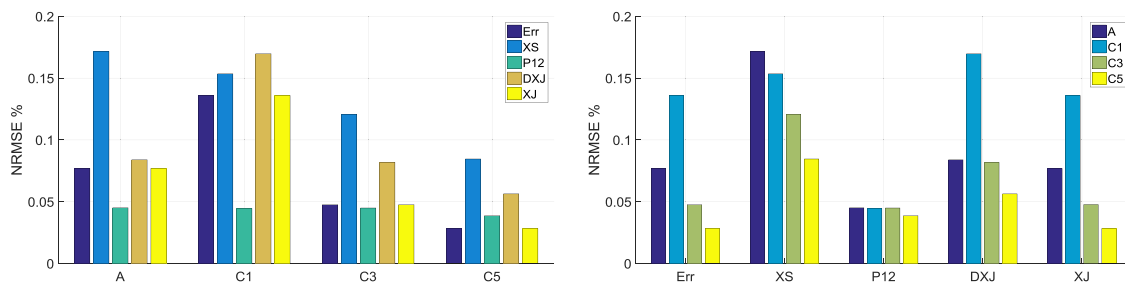 NRMSE %
0.2
0.15
0.1
0.05
0
A
C1
C3
C5
Err
XS
P12
DXJ
XJ
NRMSE %
0.2
0.15
0.1
0.05
0
Err
XS
P12
DXJ
XJ
A
C1
C3
C5